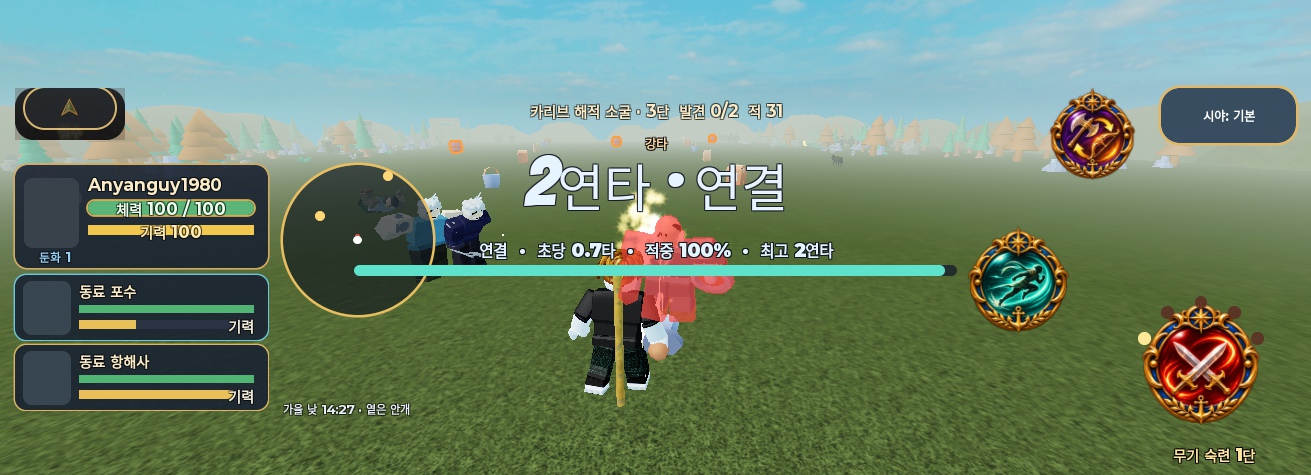 카리브 해적 소굴 · 3단 발견 0/2 적 31
시야: 기본
강타
2연타 · 연결
연결 • 초당 0.7타 • 적중 100% • 최고 2연타
Anyanguy1980
체력 100 / 100
기력 100
둔화 1
동료 포수
기력
동료 항해사
기력
가을 낮 14:27 · 옅은 안개
무기 숙련 1단